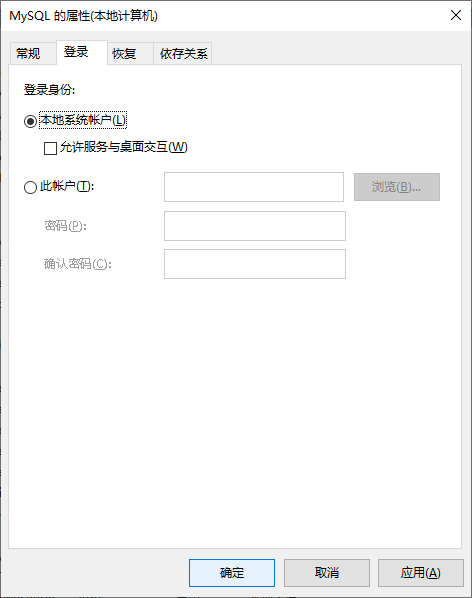 MySQL 的属性(本地计算机)
常规 登录 恢复 依存关系
登录身份:
本地系统帐户(L)
允许服务与桌面交互(W)
此帐户(T): 浏览(B)...
密码(P):
确认密码(C):
确定 取消 应用(A)